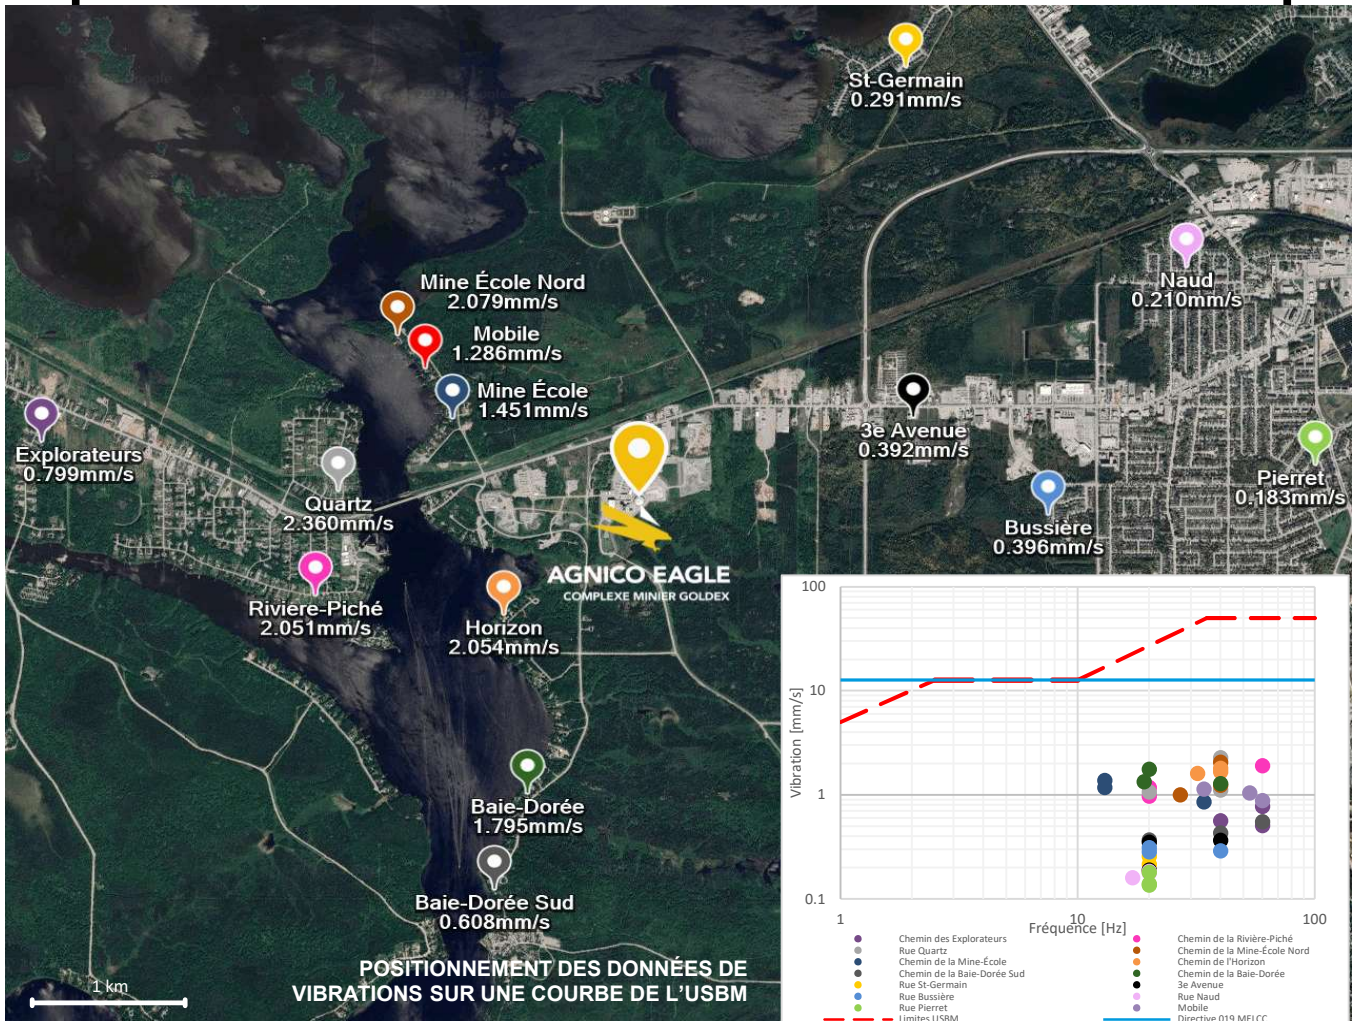 St-Germain
0.291mm/s
Naud
0.210mm/s
Mine École Nord
2.079mm/s
Mobile
1.286mm/s
Mine École
1.451mm/s
Explorateurs
0.799mm/s
Quartz
2.360mm/s
3e Avenue
0.392mm/s
Pierret
0.183mm/s
Bussière
0.396mm/s
AGNICO EAGLE
COMPLEXE MINIER GOLDEX
Riviere-Piché
2.051mm/s
Horizon
2.054mm/s
Baie-Dorée
1.795mm/s
Baie-Dorée Sud
0.608mm/s
POSITIONNEMENT DES DONNÉES DE
VIBRATIONS SUR UNE COURBE DE L'USBM
1 km
100
10
1
0.1
Vibration [mm/s]
1
10
100
Fréquence [Hz]
Chemin des Explorateurs
Chemin de la Rivière-Piché
Rue Quartz
Chemin de la Mine-École Nord
Chemin de la Mine-École
Chemin de l'Horizon
Chemin de la Baie-Dorée Sud
Chemin de la Baie-Dorée
Rue St-Germain
3e Avenue
Rue Bussière
Rue Naud
Rue Pierret
Mobile
Limites USBM
Directive 019 MELCC